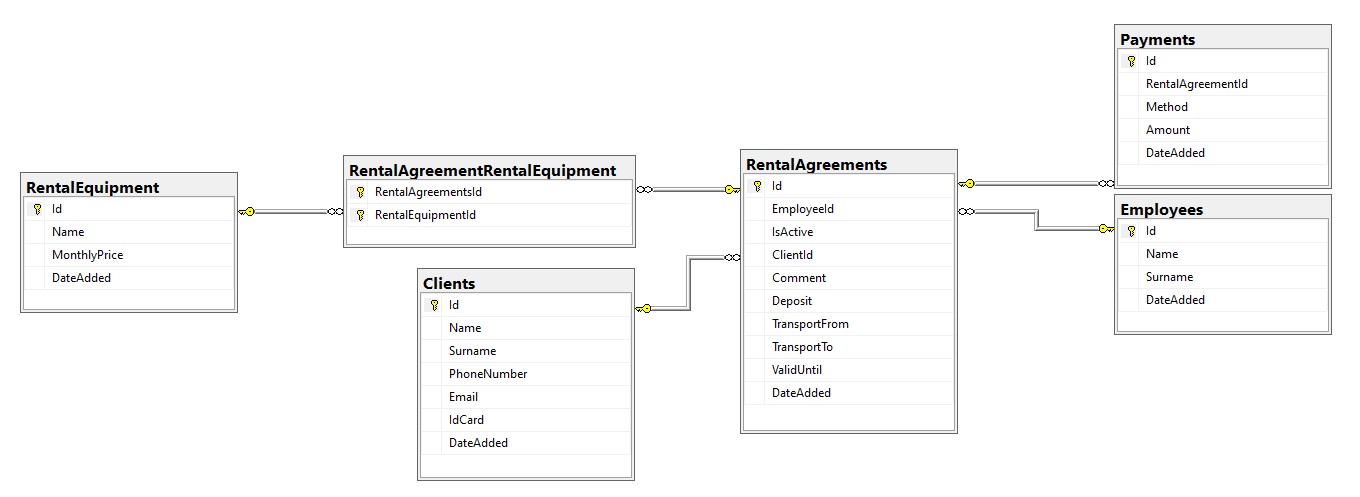 RentalEquipment
Id
Name
MonthlyPrice
DateAdded
RentalAgreementRentalEquipment
RentalAgreementsId
RentalEquipmentId
Clients
Id
Name
Surname
PhoneNumber
Email
IdCard
DateAdded
RentalAgreements
Id
EmployeeId
IsActive
ClientId
Comment
Deposit
TransportFrom
TransportTo
ValidUntil
DateAdded
Payments
Id
RentalAgreementId
Method
Amount
DateAdded
Employees
Id
Name
Surname
DateAdded